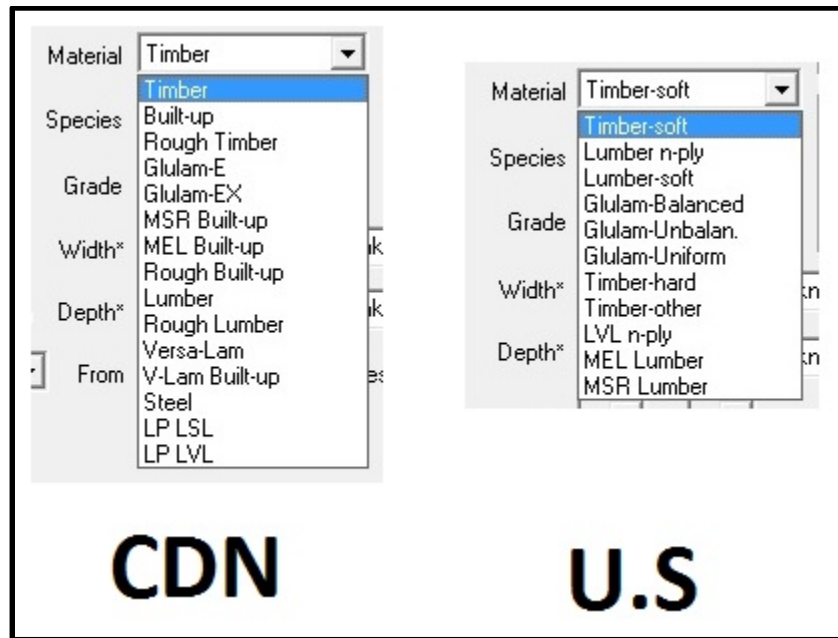 Material Timber
Timber
Built-up
Rough Timber
Glulam-E
Glulam-EX
MSR Built-up
MEL Built-up
Rough Built-up
Lumber
Rough Lumber
Versa-Lam
V-Lam Built-up
Steel
LP LSL
LP LVL
Species
Grade
Width*
Depth*
From
CDN
Material Timber-soft
Timber-soft
Lumber n-ply
Lumber-soft
Glulam-Balanced
Glulam-Unbalan.
Glulam-Uniform
Timber-hard
Timber-other
LVL n-ply
MEL Lumber
MSR Lumber
Species
Grade
Width*
Depth*
U.S